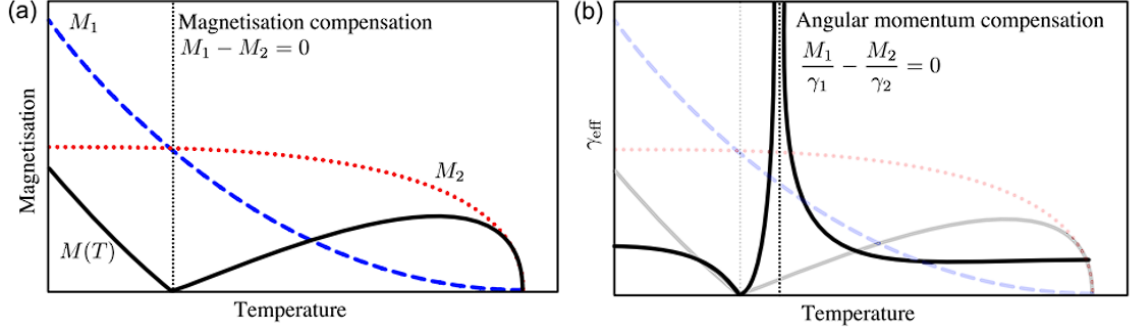 (a)
M₁
Magnetisation compensation
M₁ − M₂ = 0
Magnetisation
M₂
M(T)
Temperature
(b)
Angular momentum compensation
M₁/γ₁ − M₂/γ₂ = 0
γeff
Temperature